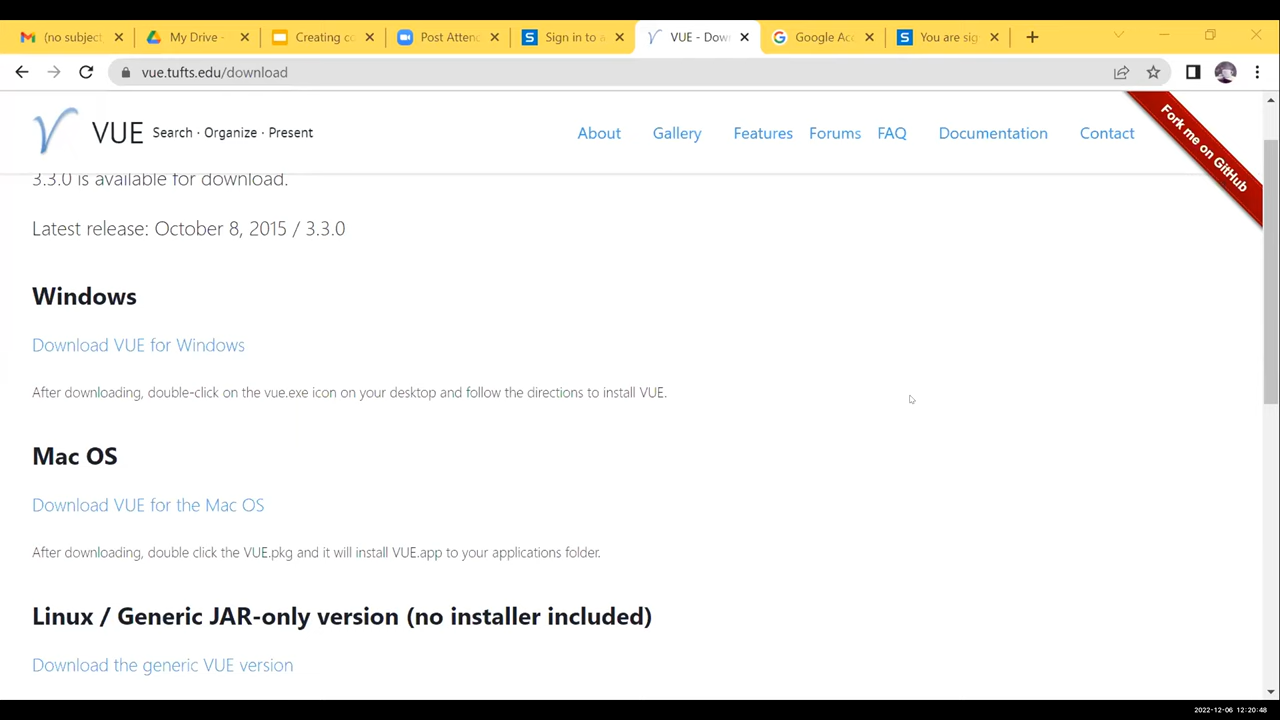 (no subject
My Drive -
Creating co
Post Atten
Sign in to a
VUE - Dow
Google Acc
You are sig
vue.tufts.edu/download
VUE Search · Organize · Present
About Gallery Features Forums FAQ Documentation Contact
Fork me on GitHub
3.3.0 is available for download.
Latest release: October 8, 2015 / 3.3.0
Windows
Download VUE for Windows
After downloading, double-click on the vue.exe icon on your desktop and follow the directions to install VUE.
Mac OS
Download VUE for the Mac OS
After downloading, double click the VUE.pkg and it will install VUE.app to your applications folder.
Linux / Generic JAR-only version (no installer included)
Download the generic VUE version
2022-12-06 12:20:48